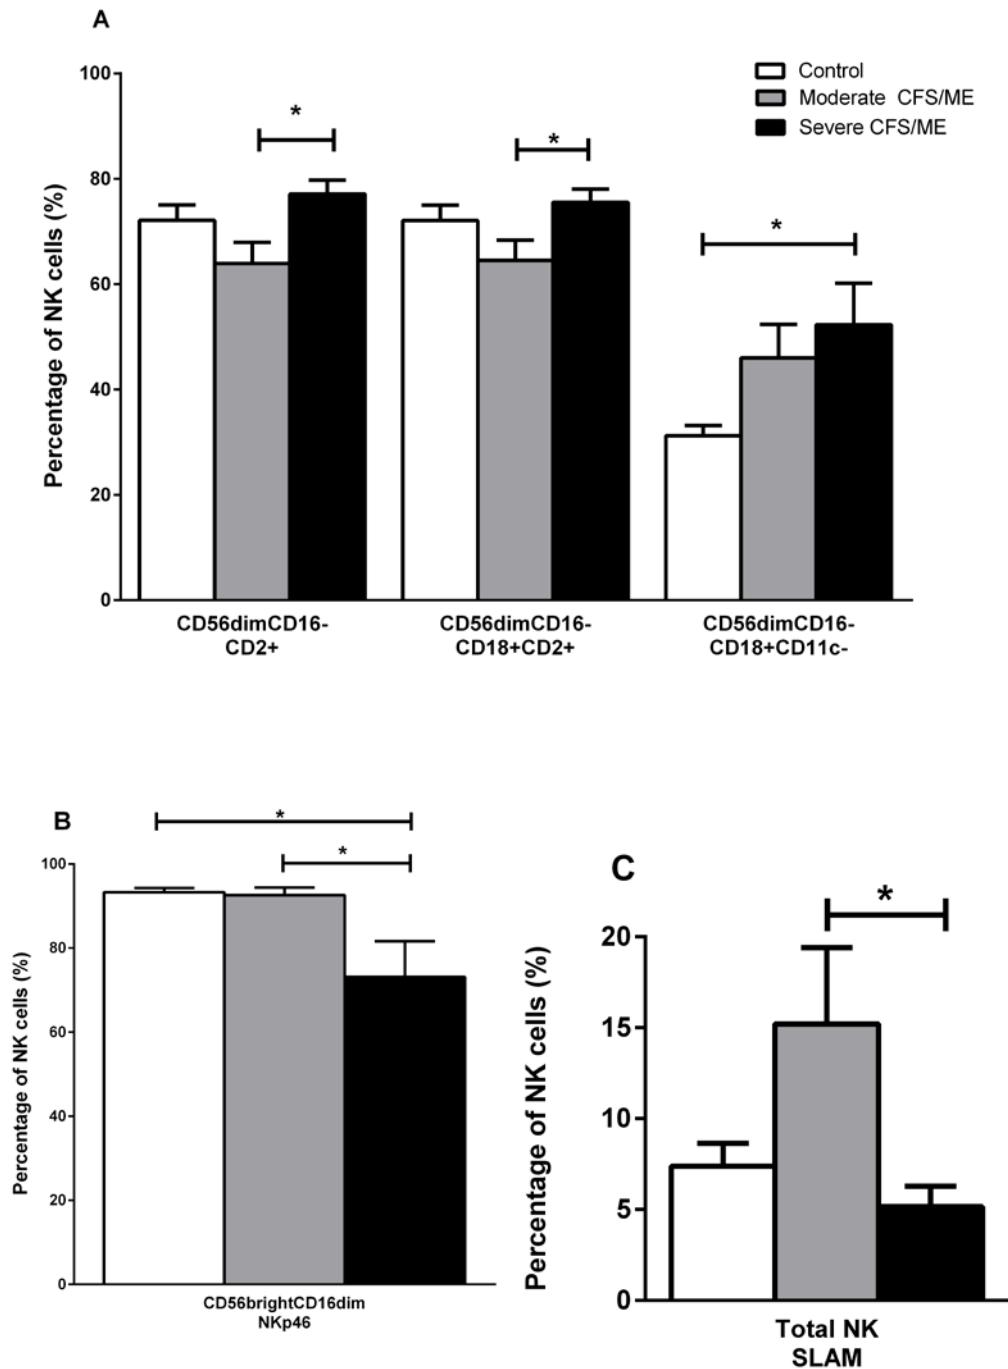 A
Control
Moderate CFS/ME
Severe CFS/ME
Percentage of NK cells (%)
100
80
60
40
20
0
*
*
*
CD56dimCD16-
CD2+
CD56dimCD16-
CD18+CD2+
CD56dimCD16-
CD18+CD11c-
B
*
*
Percentage of NK cells (%)
100
80
60
40
20
0
CD56brightCD16dim
NKp46
C
*
Percentage of NK cells (%)
20
15
10
5
0
Total NK
SLAM